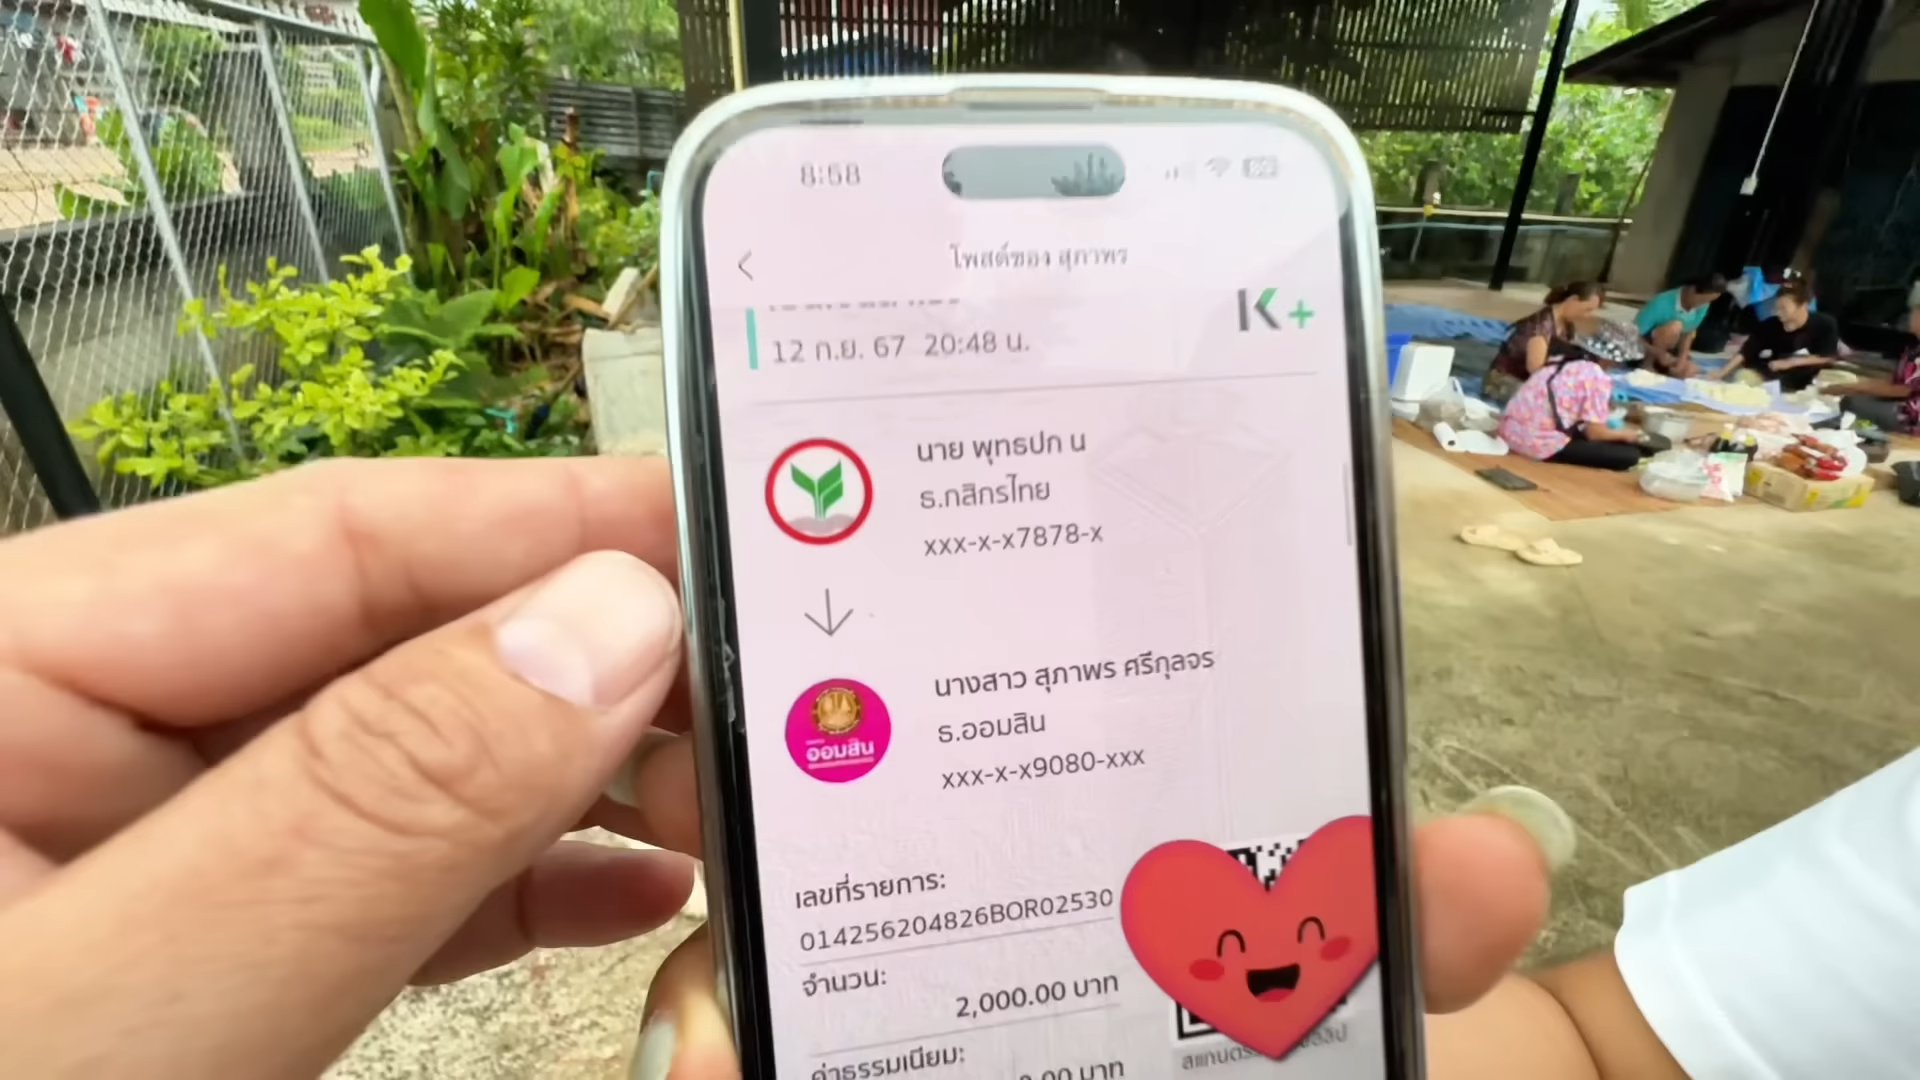 8:58
โพสต์ของ สุภาพร
K+
12 ก.ย. 67 20:48 น.
นาย พุทธปก น
ธ.กสิกรไทย
xxx-x-x7878-x
นางสาว สุภาพร ศรีกุลจร
ธ.ออมสิน
xxx-x-x9080-xxx
ออมสิน
เลขที่รายการ:
014256204826BOR02530
จำนวน:
2,000.00 บาท
ค่าธรรมเนียม:
0.00 บาท